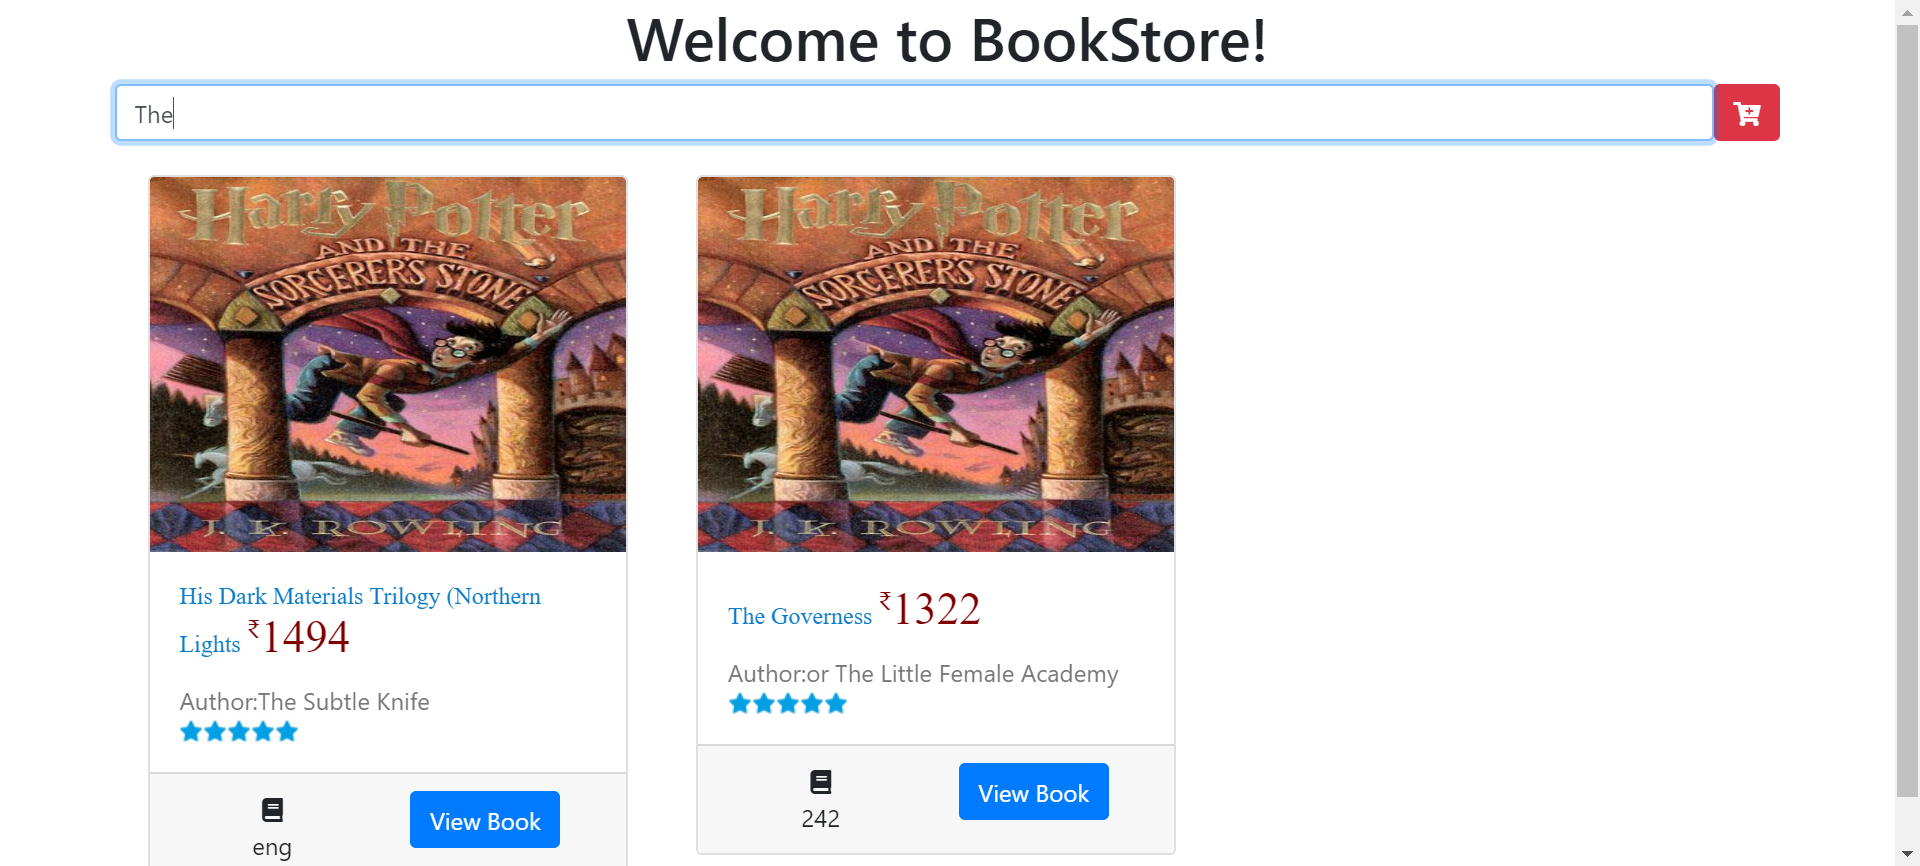 Welcome to BookStore!
The
Harry Potter
AND THE
SORCERER'S STONE
J. K. ROWLING
His Dark Materials Trilogy (Northern
Lights ₹1494
Author:The Subtle Knife
eng
View Book
Harry Potter
AND THE
SORCERER'S STONE
J. K. ROWLING
The Governess ₹1322
Author:or The Little Female Academy
242
View Book